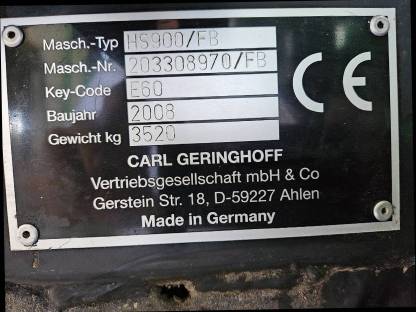 Masch.-Typ HS900/FB
Masch.-Nr. 203308970/FB
Key-Code E60
Baujahr 2008
Gewicht kg 3520
CE
CARL GERINGHOFF
Vertriebsgesellschaft mbH & Co
Gerstein Str. 18, D-59227 Ahlen
Made in Germany